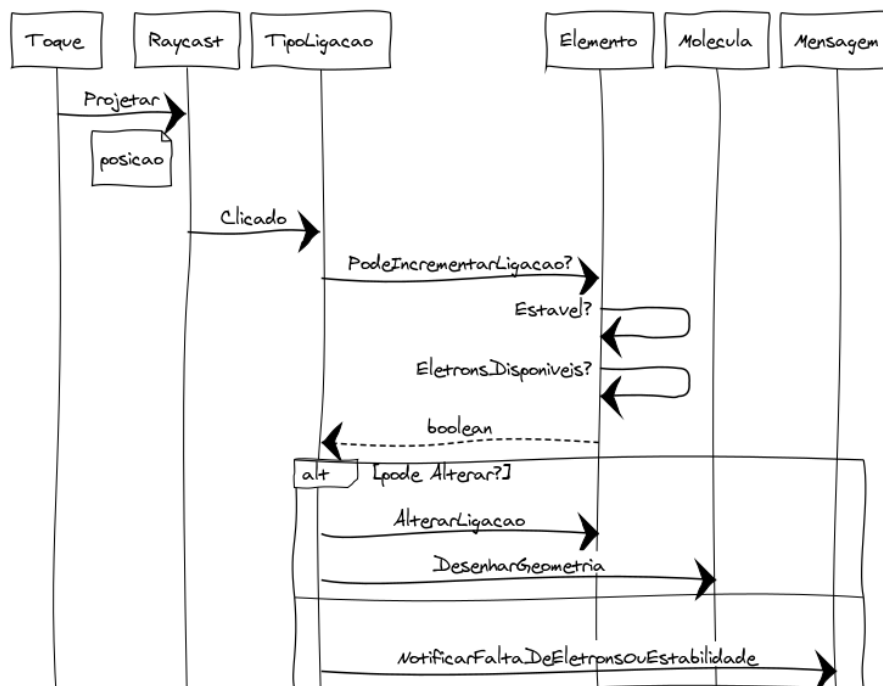 Toque
Raycast
TipoLigacao
Elemento
Molecula
Mensagem
Projetar
posicao
Clicado
PodeIncrementarLigacao?
Estavel?
EletronsDisponiveis?
boolean
alt [pode Alterar?]
AlterarLigacao
DesenharGeometria
NotificarFaltaDeEletronsOuEstabilidade